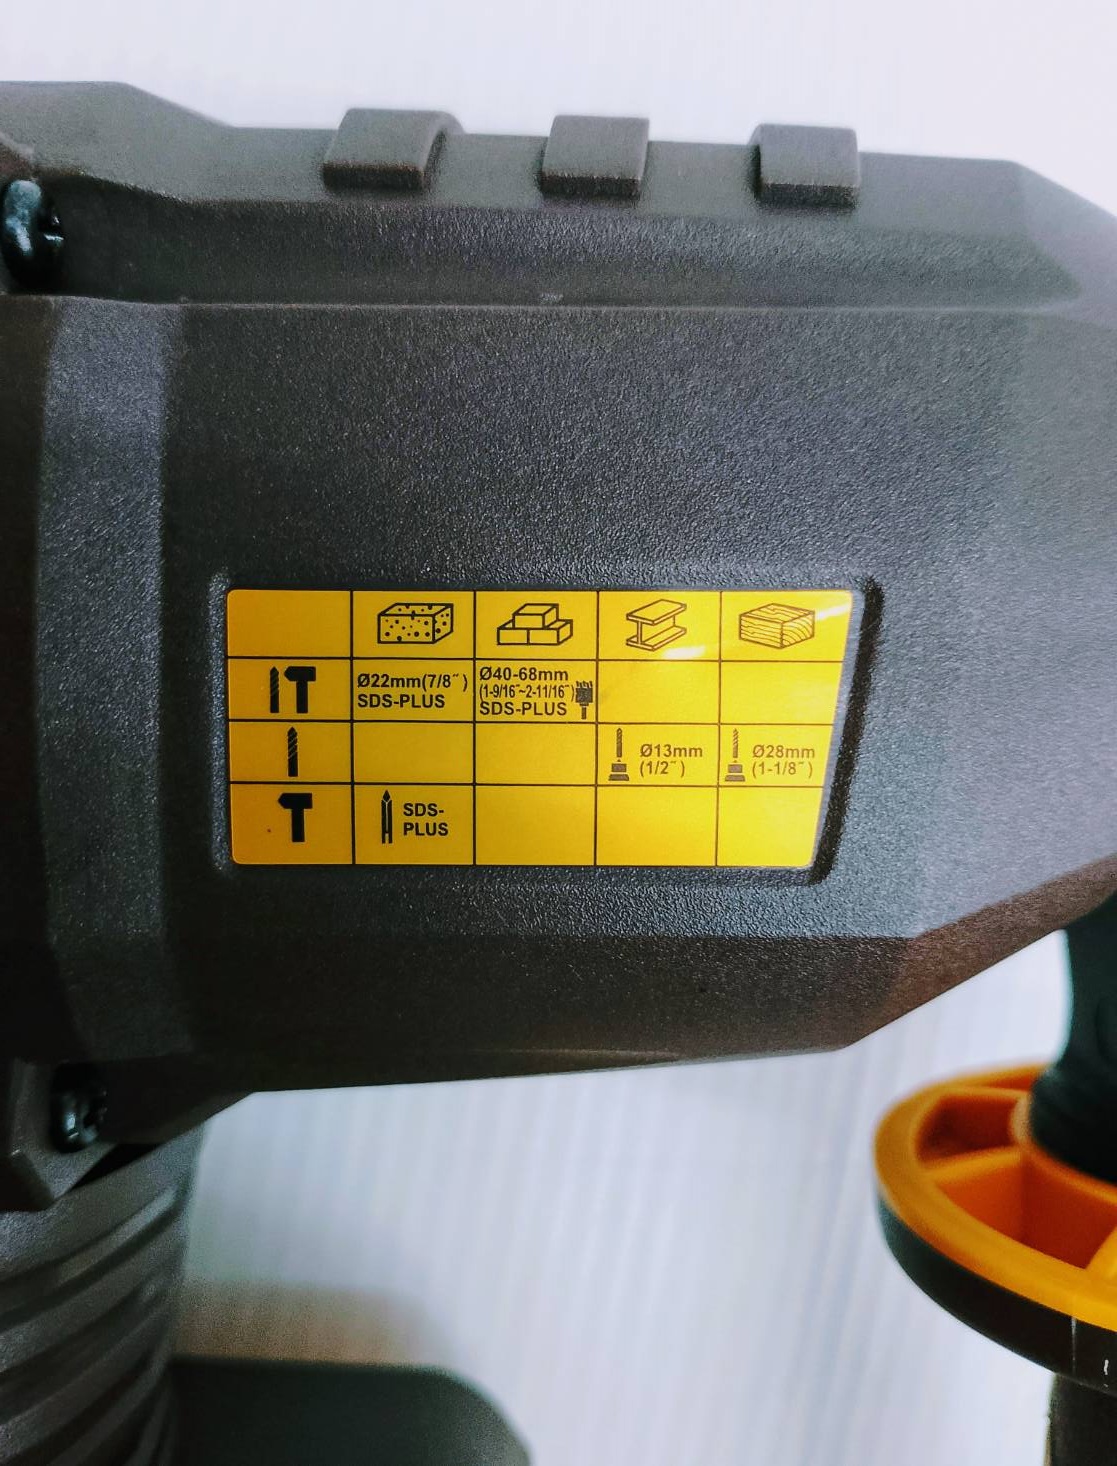 Ø22mm(7/8˝)
SDS-PLUS
Ø40-68mm
(1-9/16˝~2-11/16˝)
SDS-PLUS
Ø13mm
(1/2˝)
Ø28mm
(1-1/8˝)
SDS-
PLUS